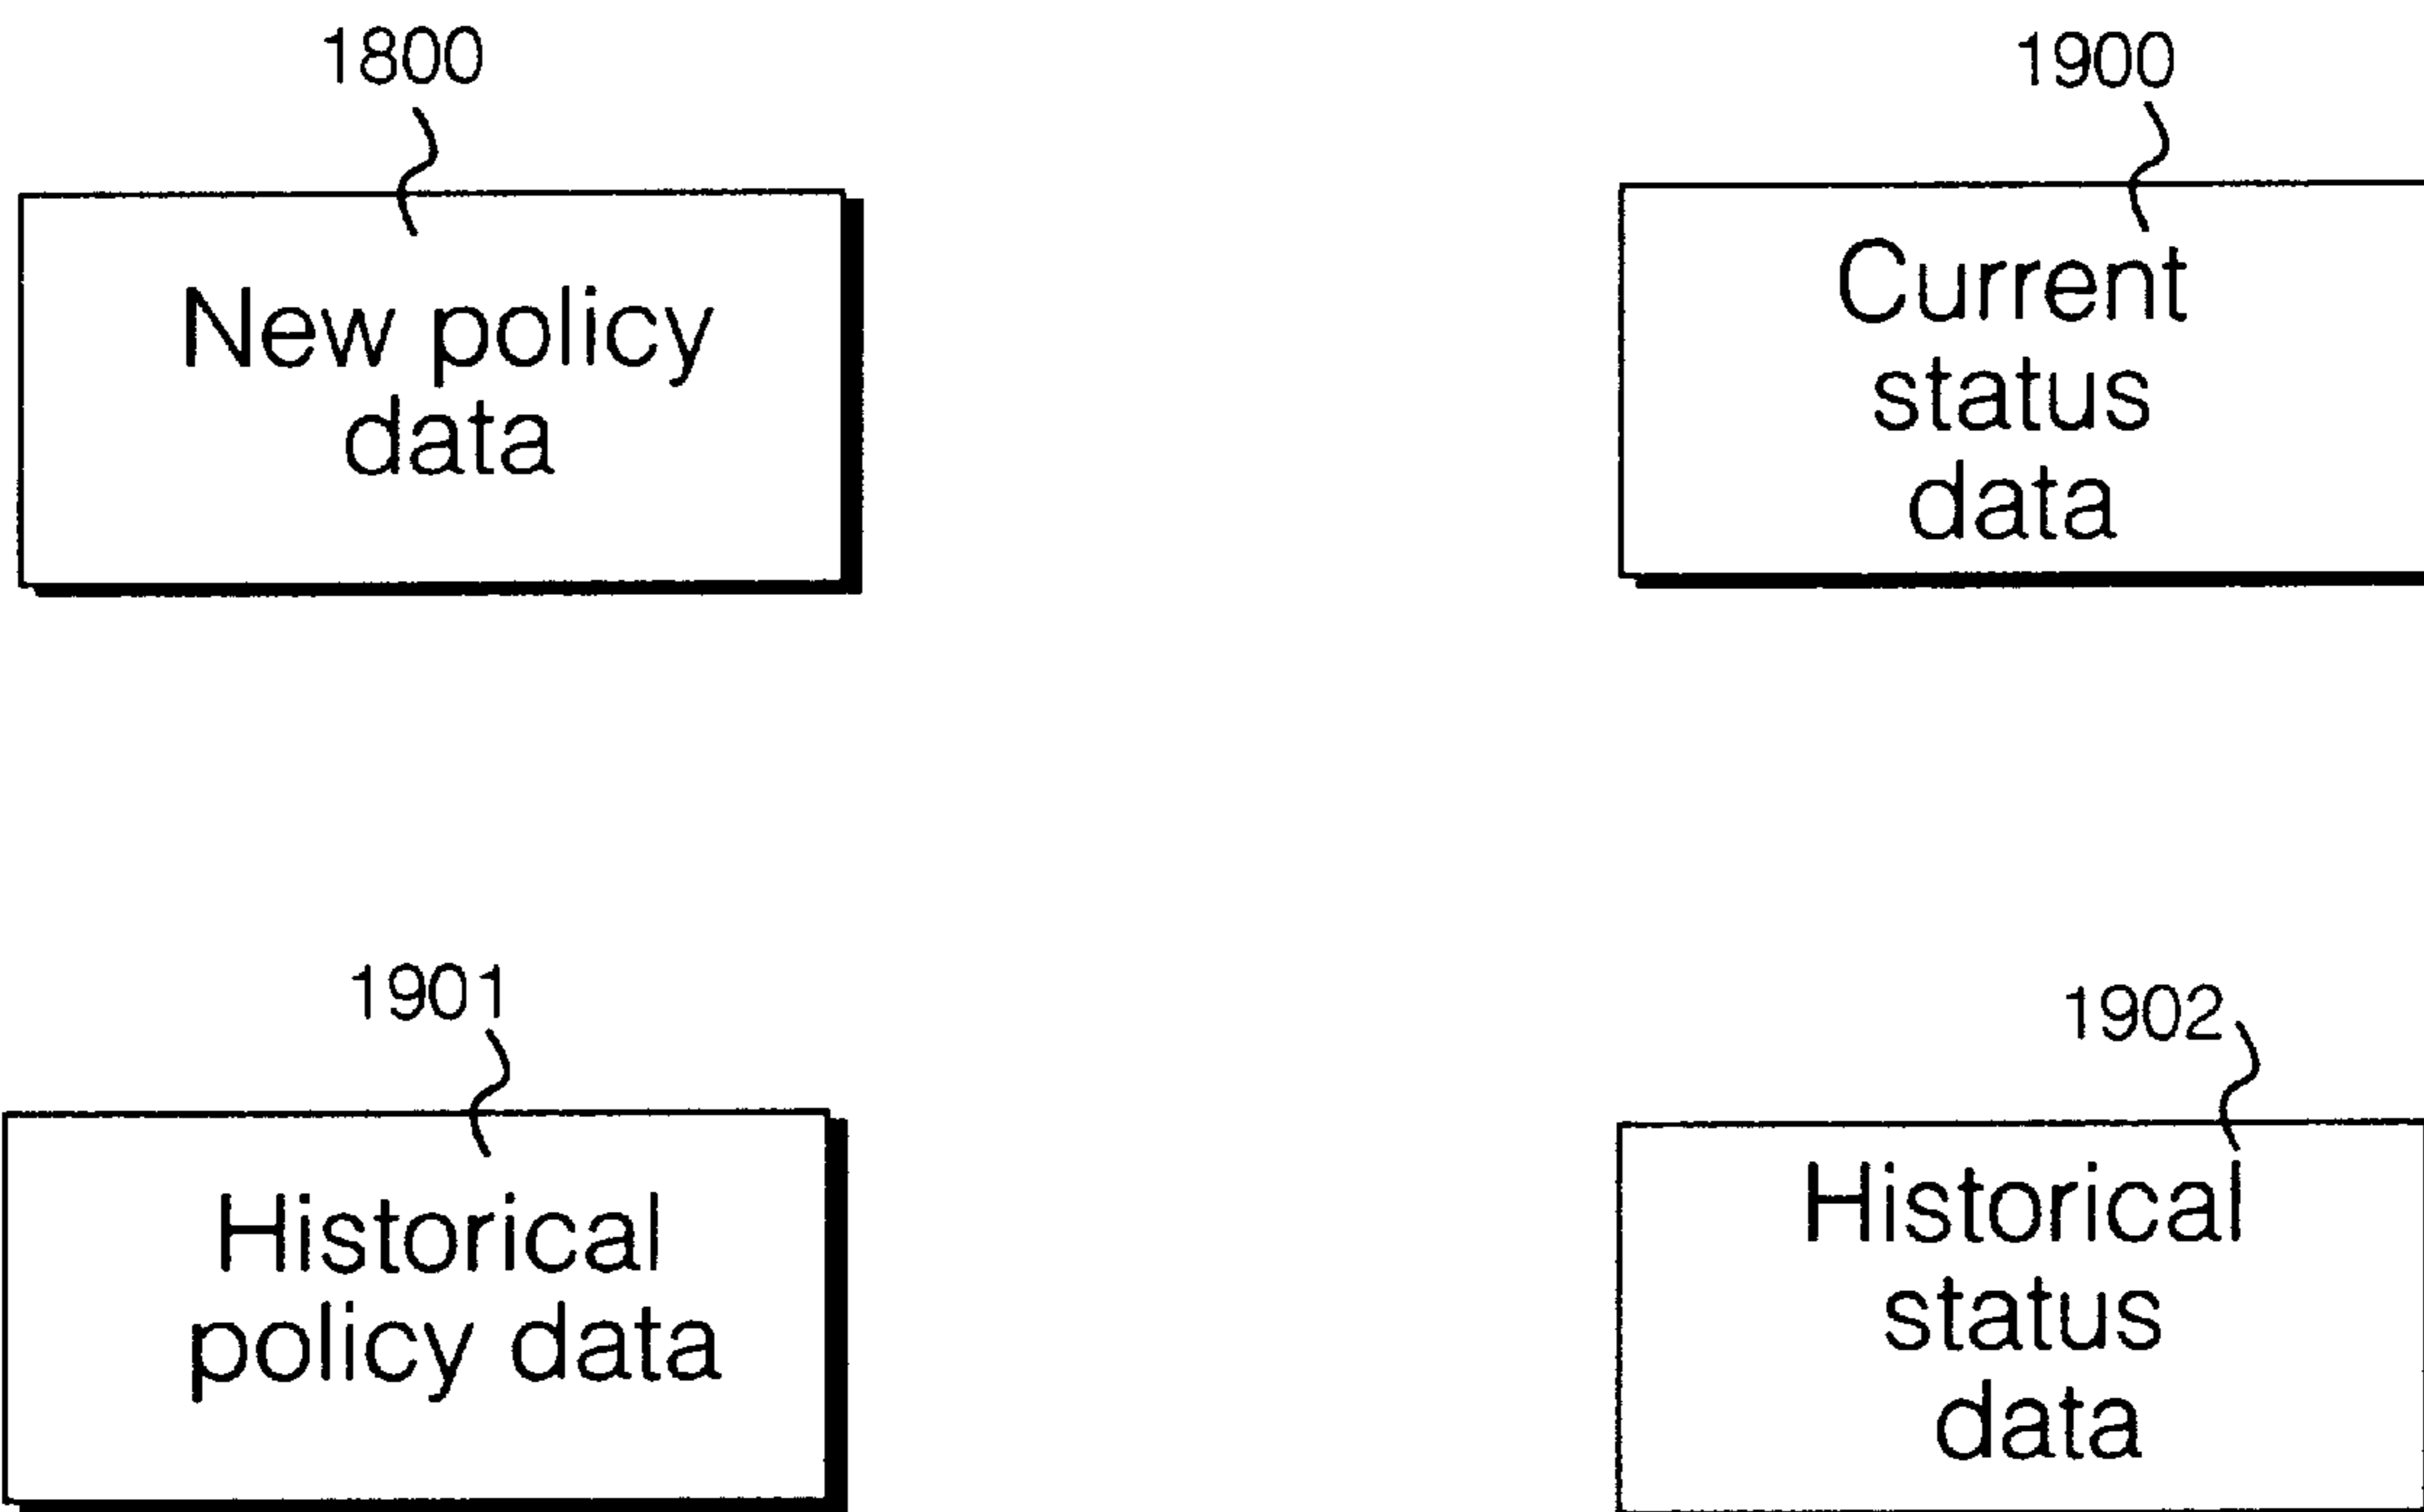 1800
New policy
data
1900
Current
status
data
1901
Historical
policy data
1902
Historical
status
data